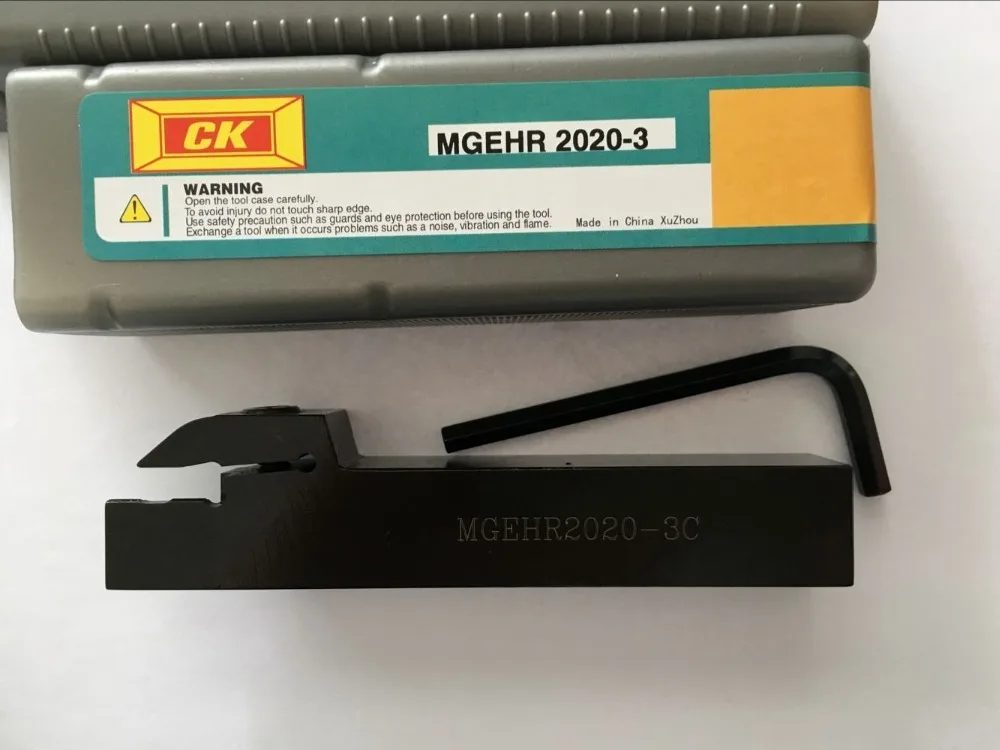 CK
MGEHR 2020-3
WARNING
Open the tool case carefully.
To avoid injury do not touch sharp edge.
Use safety precaution such as guards and eye protection before using the tool.
Exchange a tool when it occurs problems such as a noise, vibration and flame.
Made in China XuZhou
MGEHR2020-3C